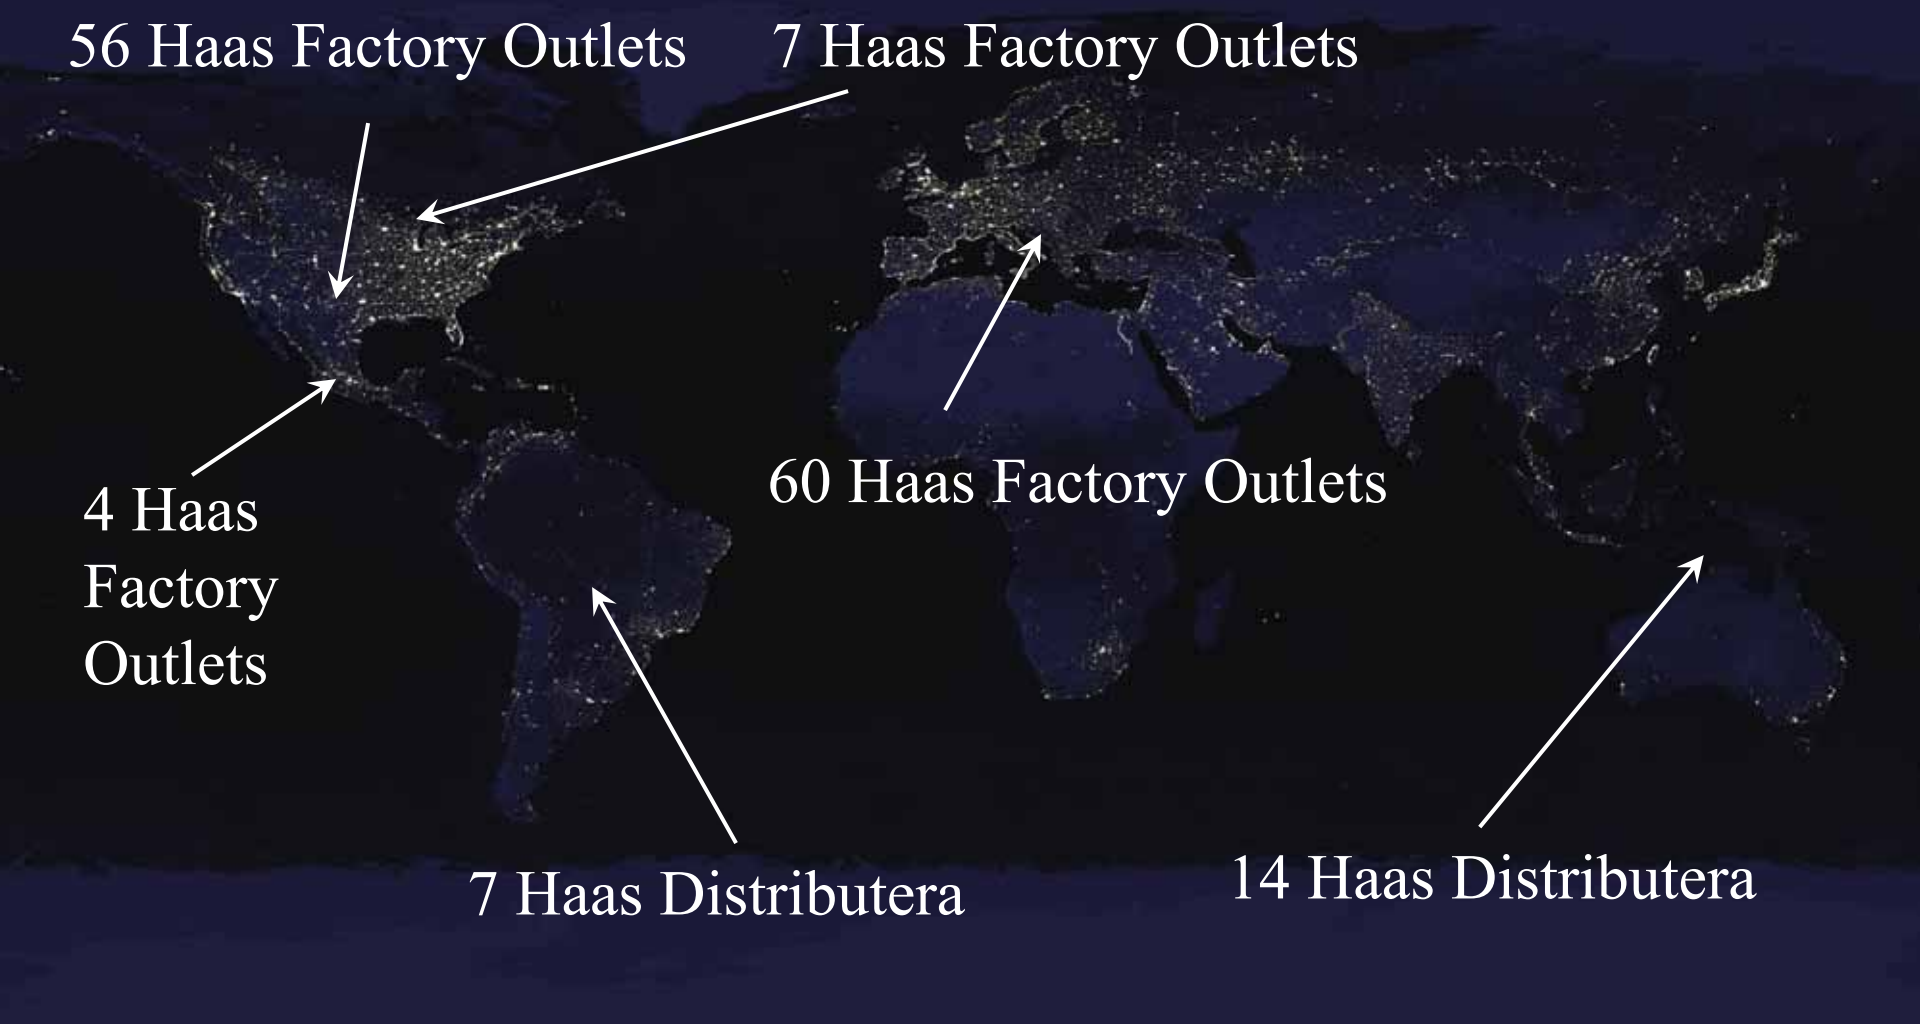 56 Haas Factory Outlets
7 Haas Factory Outlets
60 Haas Factory Outlets
4 Haas
Factory
Outlets
7 Haas Distributera
14 Haas Distributera